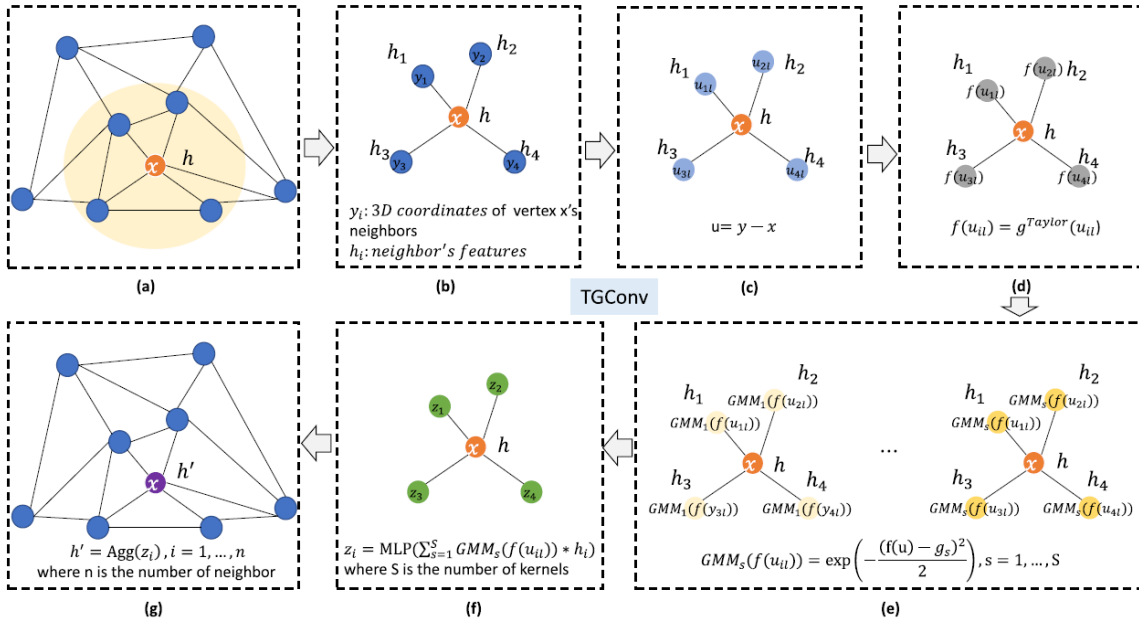 x h
(a)
h₁ h₂
y₁ y₂
x h
h₃ h₄
y₃ y₄
yᵢ: 3D coordinates of vertex x's
neighbors
hᵢ: neighbor's features
(b)
h₁ u₂ₗ h₂
u₁ₗ
x h
h₃ h₄
u₃ₗ u₄ₗ
u= y − x
(c)
h₁ f(u₂ₗ) h₂
f(u₁ₗ)
x h
h₃ h₄
f(u₃ₗ) f(u₄ₗ)
f(uᵢₗ) = g^Taylor(uᵢₗ)
(d)
TGConv
h'
x
h' = Agg(zᵢ), i = 1, ..., n
where n is the number of neighbor
(g)
z₂
z₁
x h
z₃ z₄
zᵢ = MLP(∑_{s=1}^{S} GMMₛ(f(uᵢₗ)) * hᵢ)
where S is the number of kernels
(f)
h₁ h₂
GMM₁(f(u₂ₗ))
GMM₁(f(u₁ₗ))
x h
h₃ h₄
GMM₁(f(y₃ₗ)) GMM₁(f(y₄ₗ))
...
h₁ h₂
GMMₛ(f(u₂ₗ))
GMMₛ(f(u₁ₗ))
x h
h₃ h₄
GMMₛ(f(u₃ₗ)) GMMₛ(f(u₄ₗ))
GMMₛ(f(uᵢₗ)) = exp(−(f(u) − gₛ)²/2), s = 1, ..., S
(e)